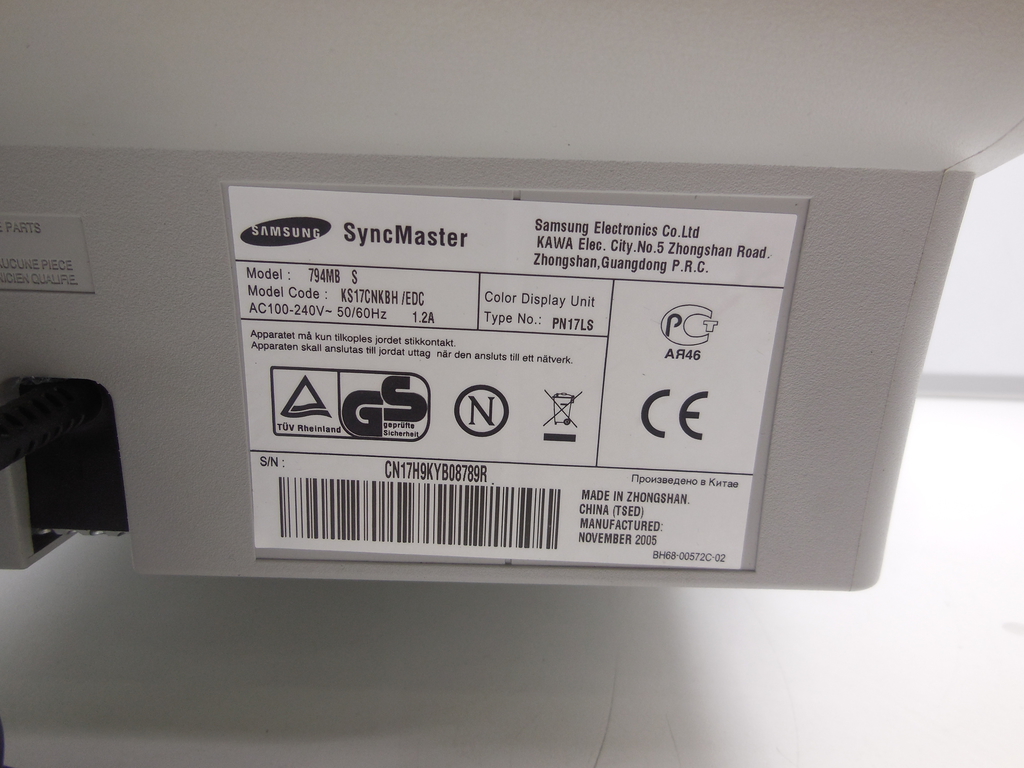 E PARTS
AUCUNE PIECE
NICIEN QUALIFIE.
SAMSUNG SyncMaster
Samsung Electronics Co.Ltd
KAWA Elec. City.No.5 Zhongshan Road.
Zhongshan,Guangdong P.R.C.
Model : 794MB S
Model Code : KS17CNKBH /EDC
AC100-240V~ 50/60Hz 1.2A
Color Display Unit
Type No.: PN17LS
Apparatet må kun tilkoples jordet stikkontakt.
Apparaten skall anslutas till jordat uttag när den ansluts till ett nätverk.
TÜV Rheinland
GS
geprüfte
Sicherheit
N
РСТ
АЯ46
CE
S/N :
CN17H9KYB08789R
Произведено в Китае
MADE IN ZHONGSHAN.
CHINA (TSED)
MANUFACTURED:
NOVEMBER 2005
BH68-00572C-02